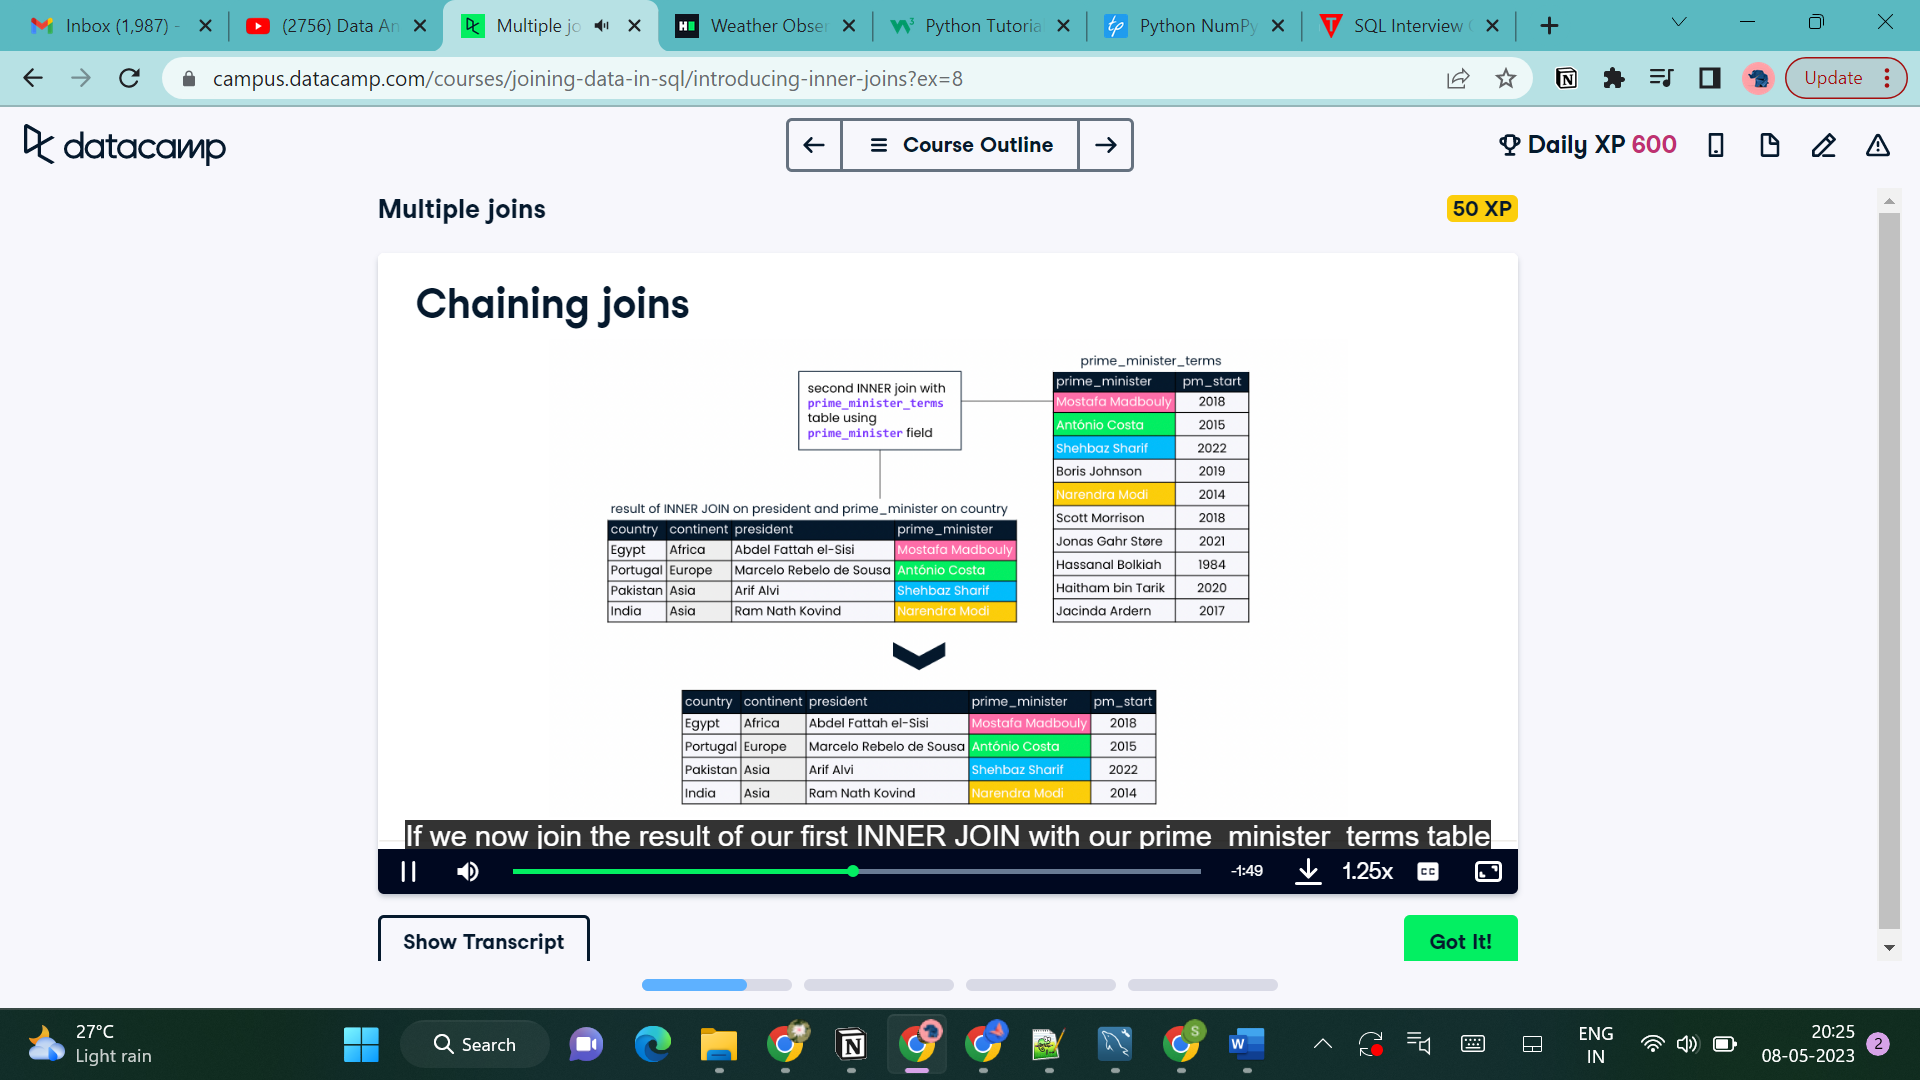 Inbox (1,987) -
(2756) Data An
Multiple jo
Weather Obser
Python Tutoria
Python NumPy
SQL Interview
campus.datacamp.com/courses/joining-data-in-sql/introducing-inner-joins?ex=8
Update
datacamp
Course Outline
Daily XP 600
Multiple joins
50 XP
Chaining joins
prime_minister_terms
prime_minister pm_start
Mostafa Madbouly 2018
António Costa 2015
Shehbaz Sharif 2022
Boris Johnson 2019
Narendra Modi 2014
Scott Morrison 2018
Jonas Gahr Støre 2021
Hassanal Bolkiah 1984
Haitham bin Tarik 2020
Jacinda Ardern 2017
second INNER join with
prime_minister_terms
table using
prime_minister field
result of INNER JOIN on president and prime_minister on country
country continent president prime_minister
Egypt Africa Abdel Fattah el-Sisi Mostafa Madbouly
Portugal Europe Marcelo Rebelo de Sousa António Costa
Pakistan Asia Arif Alvi Shehbaz Sharif
India Asia Ram Nath Kovind Narendra Modi
country continent president prime_minister pm_start
Egypt Africa Abdel Fattah el-Sisi Mostafa Madbouly 2018
Portugal Europe Marcelo Rebelo de Sousa António Costa 2015
Pakistan Asia Arif Alvi Shehbaz Sharif 2022
India Asia Ram Nath Kovind Narendra Modi 2014
If we now join the result of our first INNER JOIN with our prime_minister_terms table
-1:49
1.25x
CC
Show Transcript
Got It!
27°C
Light rain
Search
ENG
IN
20:25
08-05-2023
2